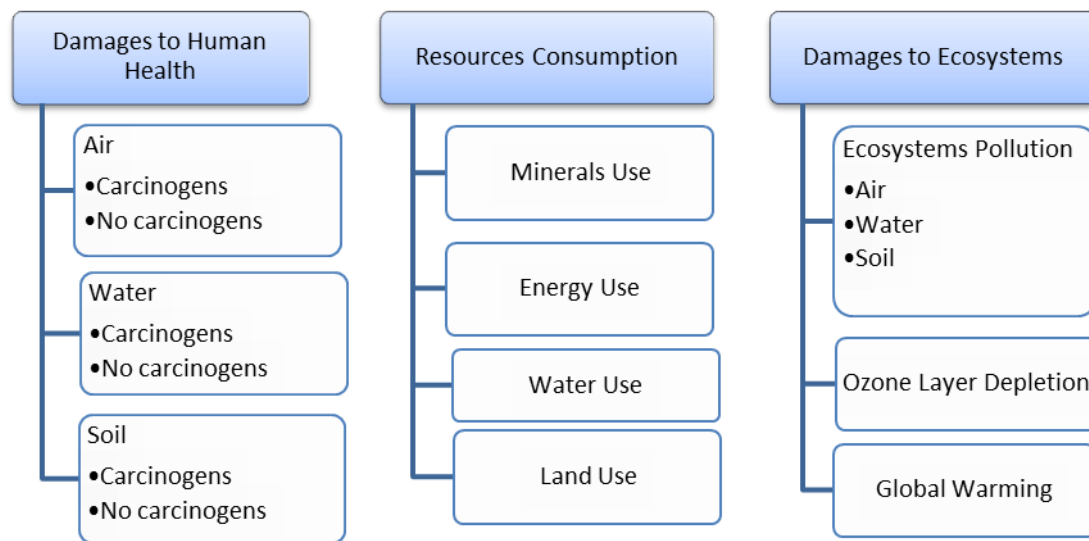 Damages to Human
Health
Air
•Carcinogens
•No carcinogens
Water
•Carcinogens
•No carcinogens
Soil
•Carcinogens
•No carcinogens
Resources Consumption
Minerals Use
Energy Use
Water Use
Land Use
Damages to Ecosystems
Ecosystems Pollution
•Air
•Water
•Soil
Ozone Layer Depletion
Global Warming